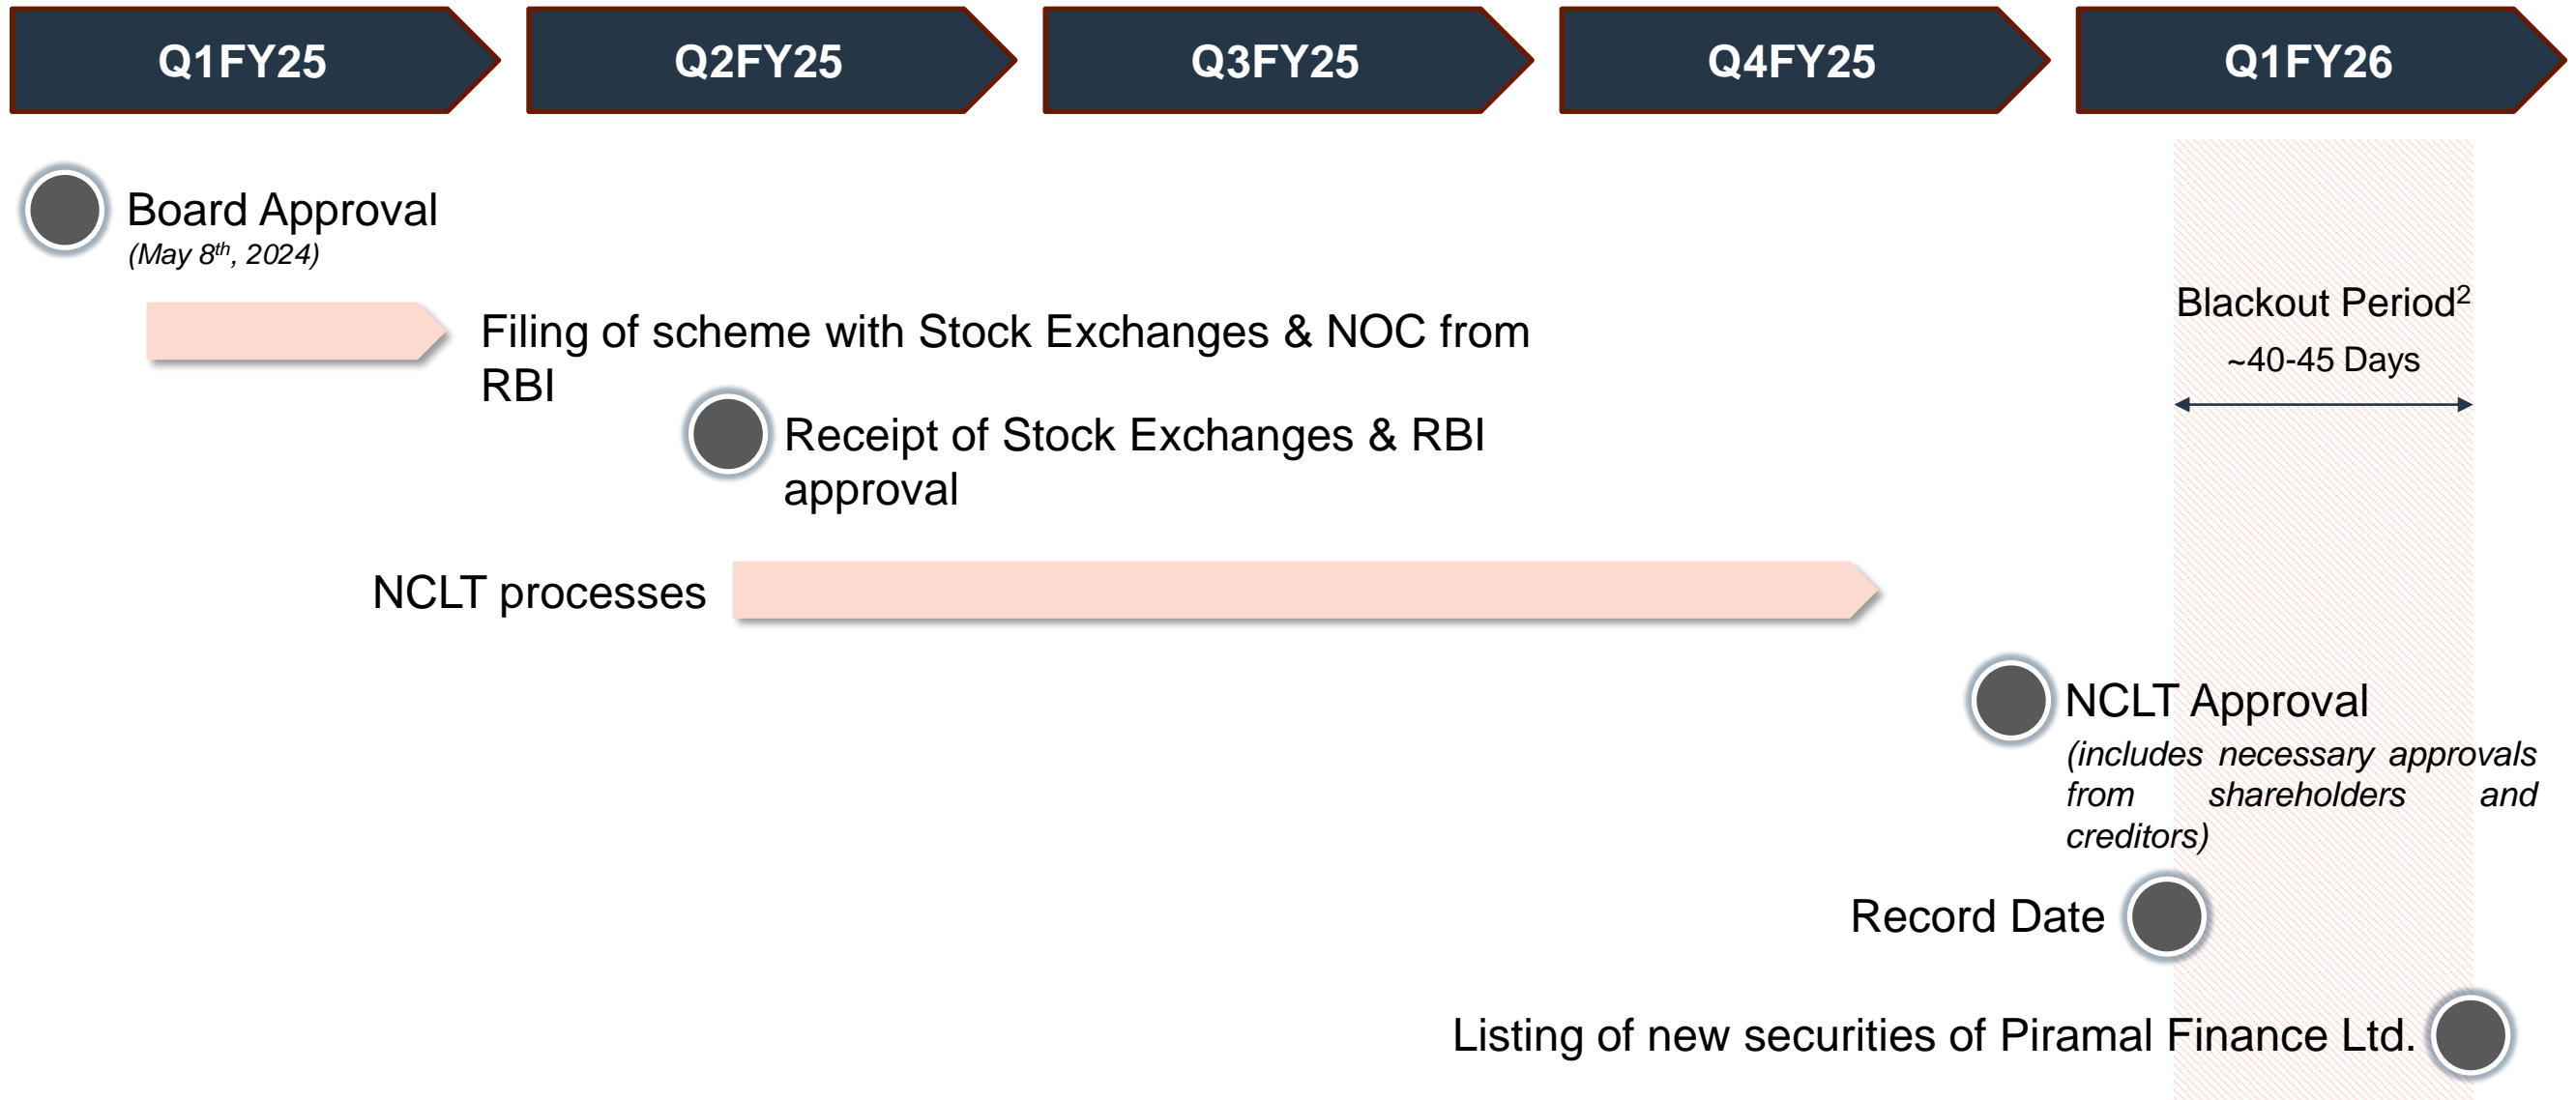 Q1FY25
Q2FY25
Q3FY25
Q4FY25
Q1FY26
Board Approval
(May 8th, 2024)
Filing of scheme with Stock Exchanges & NOC from
RBI
Blackout Period2
~40-45 Days
Receipt of Stock Exchanges & RBI
approval
NCLT processes
NCLT Approval
(includes necessary approvals
from shareholders and
creditors)
Record Date
Listing of new securities of Piramal Finance Ltd.